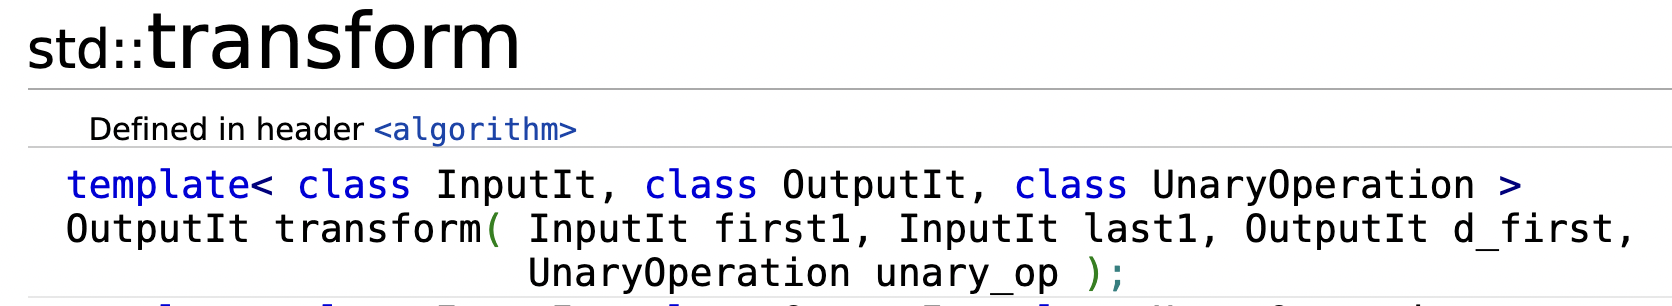 std::transform
Defined in header <algorithm>
template< class InputIt, class OutputIt, class UnaryOperation >
OutputIt transform( InputIt first1, InputIt last1, OutputIt d_first,
UnaryOperation unary_op );